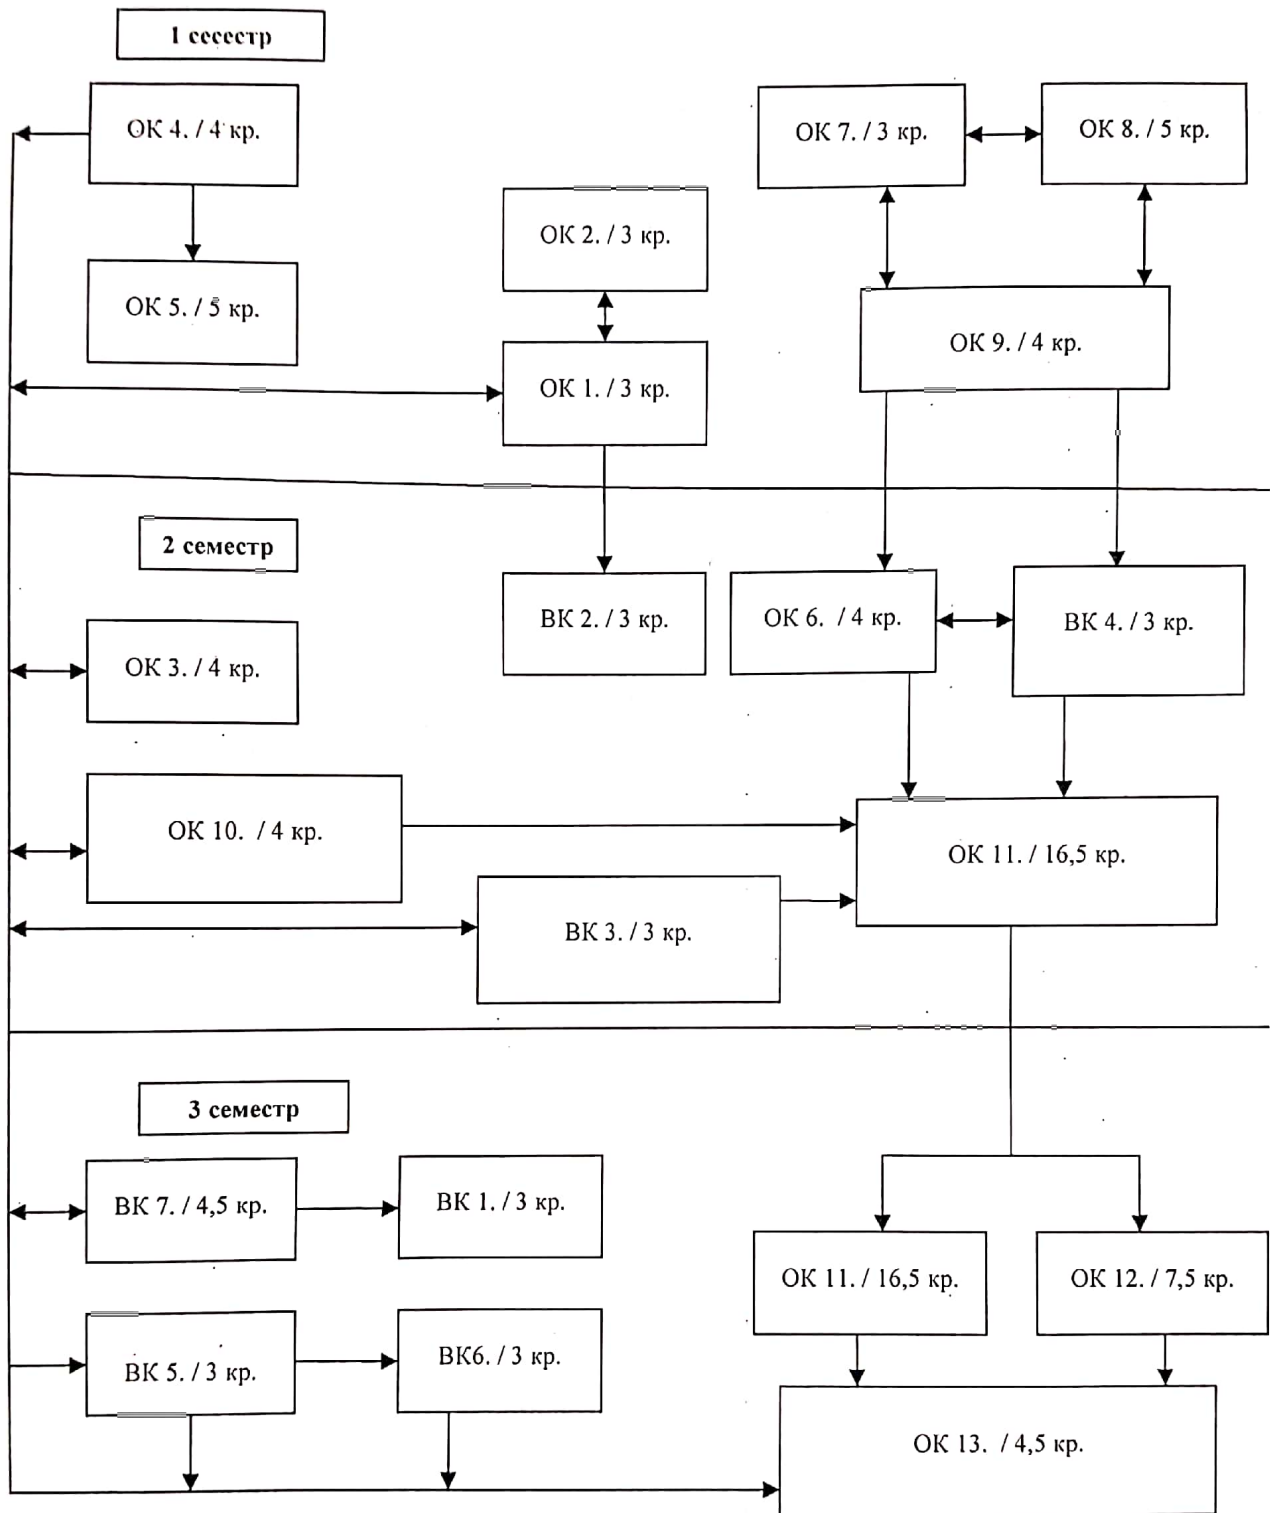 1 сесестр
ОК 4. / 4 кр.
ОК 7. / 3 кр.
ОК 8. / 5 кр.
ОК 2. / 3 кр.
ОК 5. / 5 кр.
ОК 9. / 4 кр.
ОК 1. / 3 кр.
2 семестр
ВК 2. / 3 кр.
ОК 6. / 4 кр.
ВК 4. / 3 кр.
ОК 3. / 4 кр.
ОК 10. / 4 кр.
ОК 11. / 16,5 кр.
ВК 3. / 3 кр.
3 семестр
ВК 7. / 4,5 кр.
ВК 1. / 3 кр.
ОК 11. / 16,5 кр.
ОК 12. / 7,5 кр.
ВК 5. / 3 кр.
ВК6. / 3 кр.
ОК 13. / 4,5 кр.